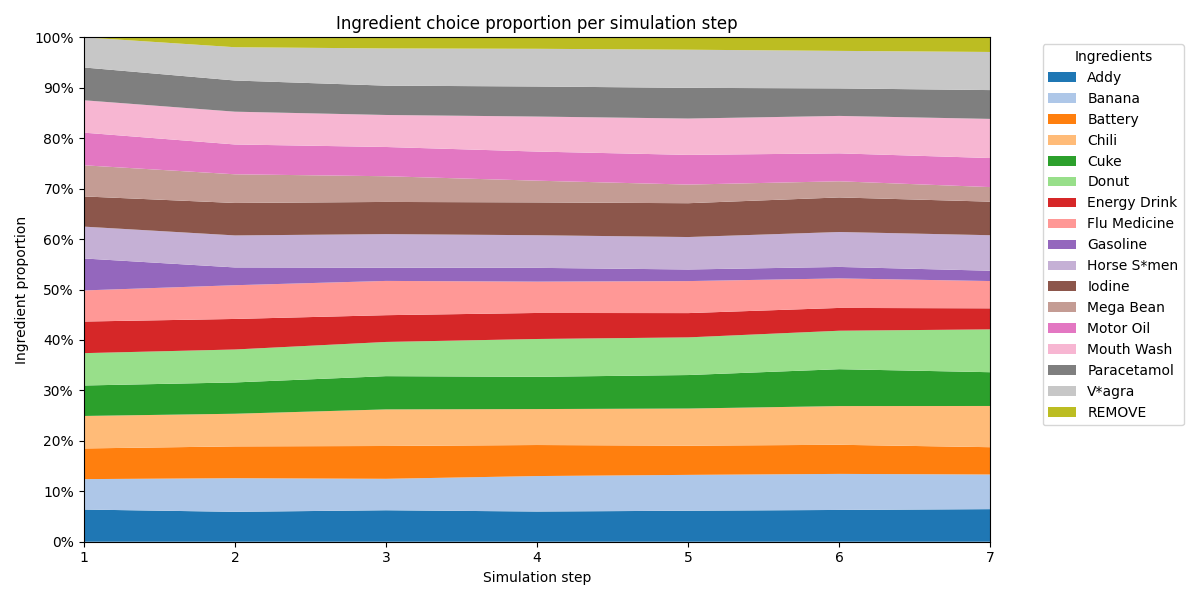 Ingredient choice proportion per simulation step
100%
90%
80%
70%
60%
50%
40%
30%
20%
10%
0%
Ingredient proportion
1 2 3 4 5 6 7
Simulation step
Ingredients
Addy
Banana
Battery
Chili
Cuke
Donut
Energy Drink
Flu Medicine
Gasoline
Horse S*men
Iodine
Mega Bean
Motor Oil
Mouth Wash
Paracetamol
V*agra
REMOVE